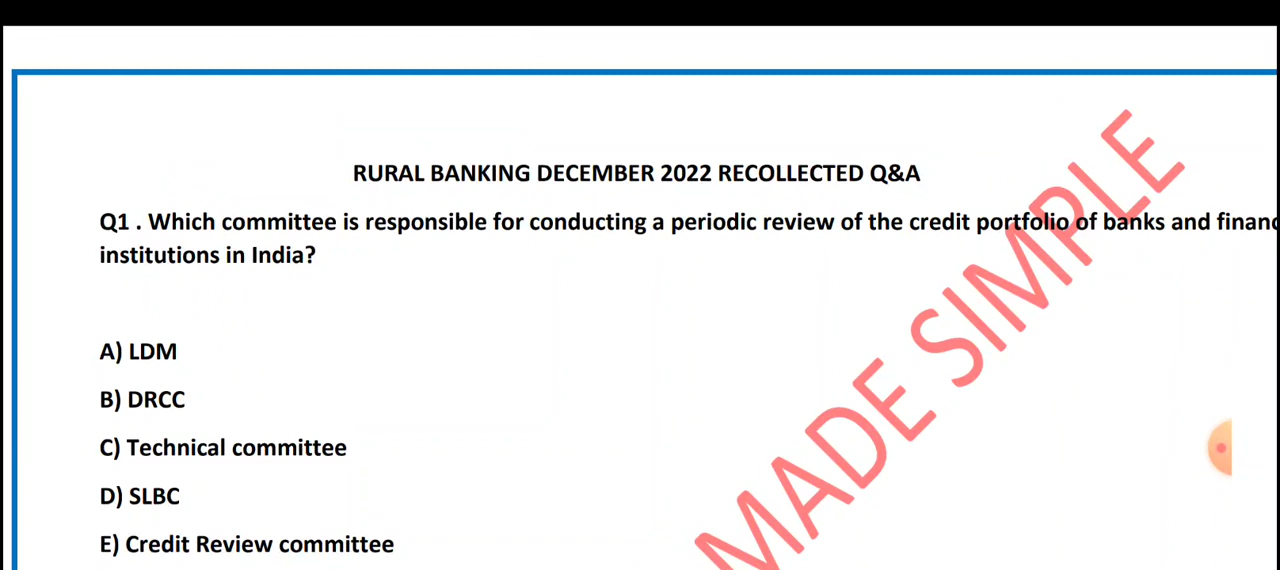 RURAL BANKING DECEMBER 2022 RECOLLECTED Q&A
Q1 . Which committee is responsible for conducting a periodic review of the credit portfolio of banks and financ
institutions in India?
A) LDM
B) DRCC
C) Technical committee
D) SLBC
E) Credit Review committee
MADE SIMPLE